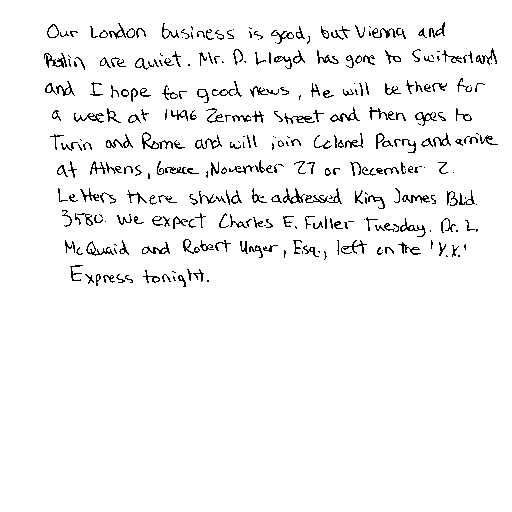 Our London business is good, but Vienna and
Berlin are quiet. Mr. D. Lloyd has gone to Switzerland
and I hope for good news, He will be there for
a week at 1496 Zermott Street and then goes to
Turin and Rome and will join Colonel Parry and arrive
at Athens, Greece, November 27 or December 2.
Letters there should be addressed King James Blvd.
3580. We expect Charles E. Fuller Tuesday. Dr. L.
McQuaid and Robert Unger, Esq., left on the 'Y.X.'
Express tonight.